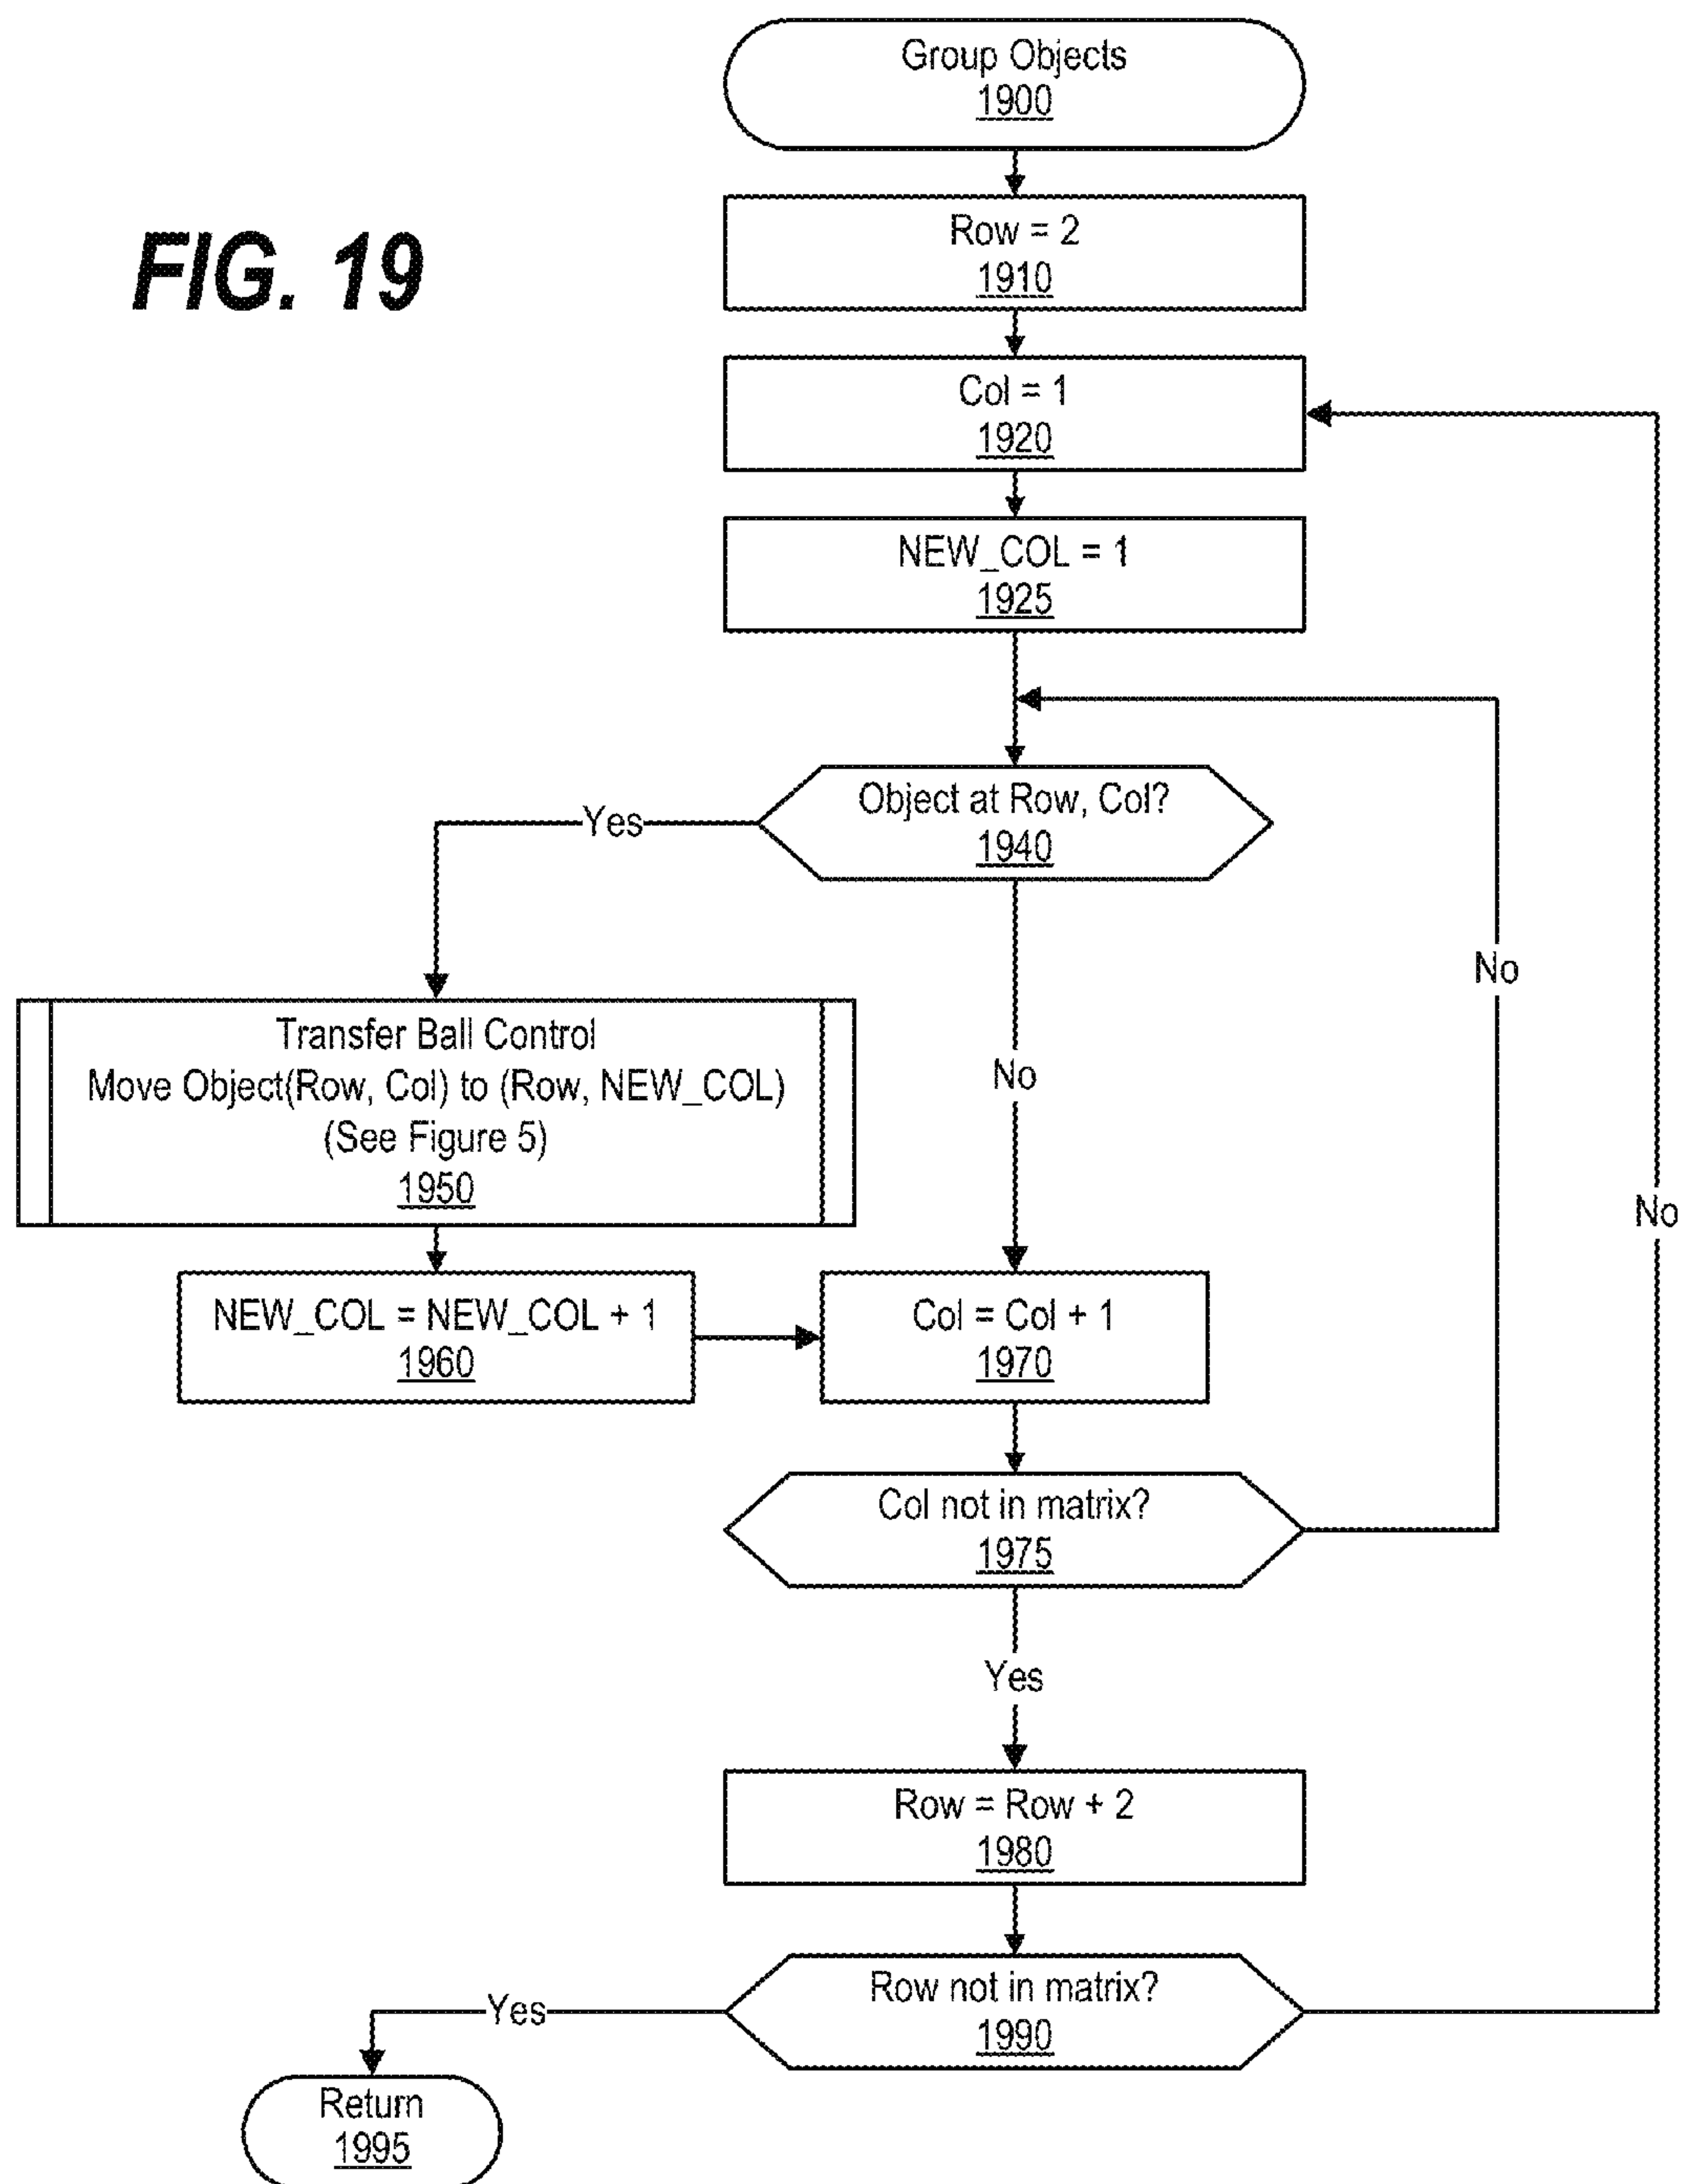 Group Objects
1900
FIG. 19
Row = 2
1910
Col = 1
1920
NEW_COL = 1
1925
Object at Row, Col?
1940
Yes
No
No
Transfer Ball Control
Move Object(Row, Col) to (Row, NEW_COL)
(See Figure 5)
1950
No
NEW_COL = NEW_COL + 1
1960
Col = Col + 1
1970
Col not in matrix?
1975
Yes
Row = Row + 2
1980
Row not in matrix?
1990
Yes
Return
1995